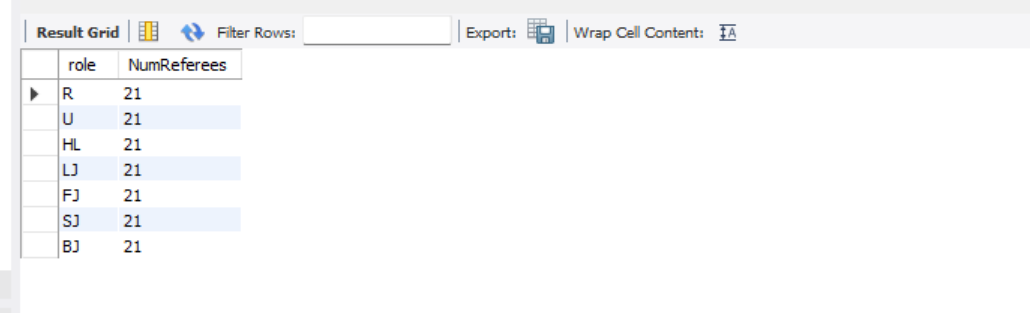 Result Grid Filter Rows: Export: Wrap Cell Content: IA
role NumReferees
R 21
U 21
HL 21
LJ 21
FJ 21
SJ 21
BJ 21